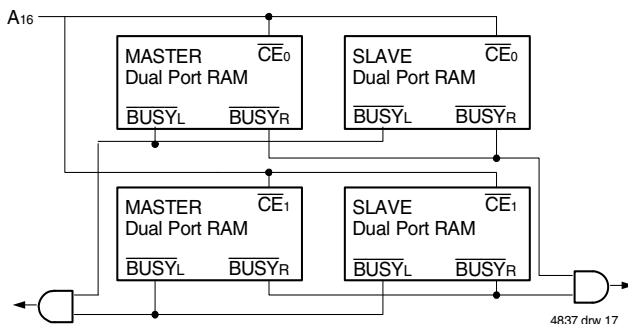 A16
MASTER CE0
Dual Port RAM
BUSYL BUSYR
SLAVE CE0
Dual Port RAM
BUSYL BUSYR
MASTER CE1
Dual Port RAM
BUSYL BUSYR
SLAVE CE1
Dual Port RAM
BUSYL BUSYR
4837 drw 17